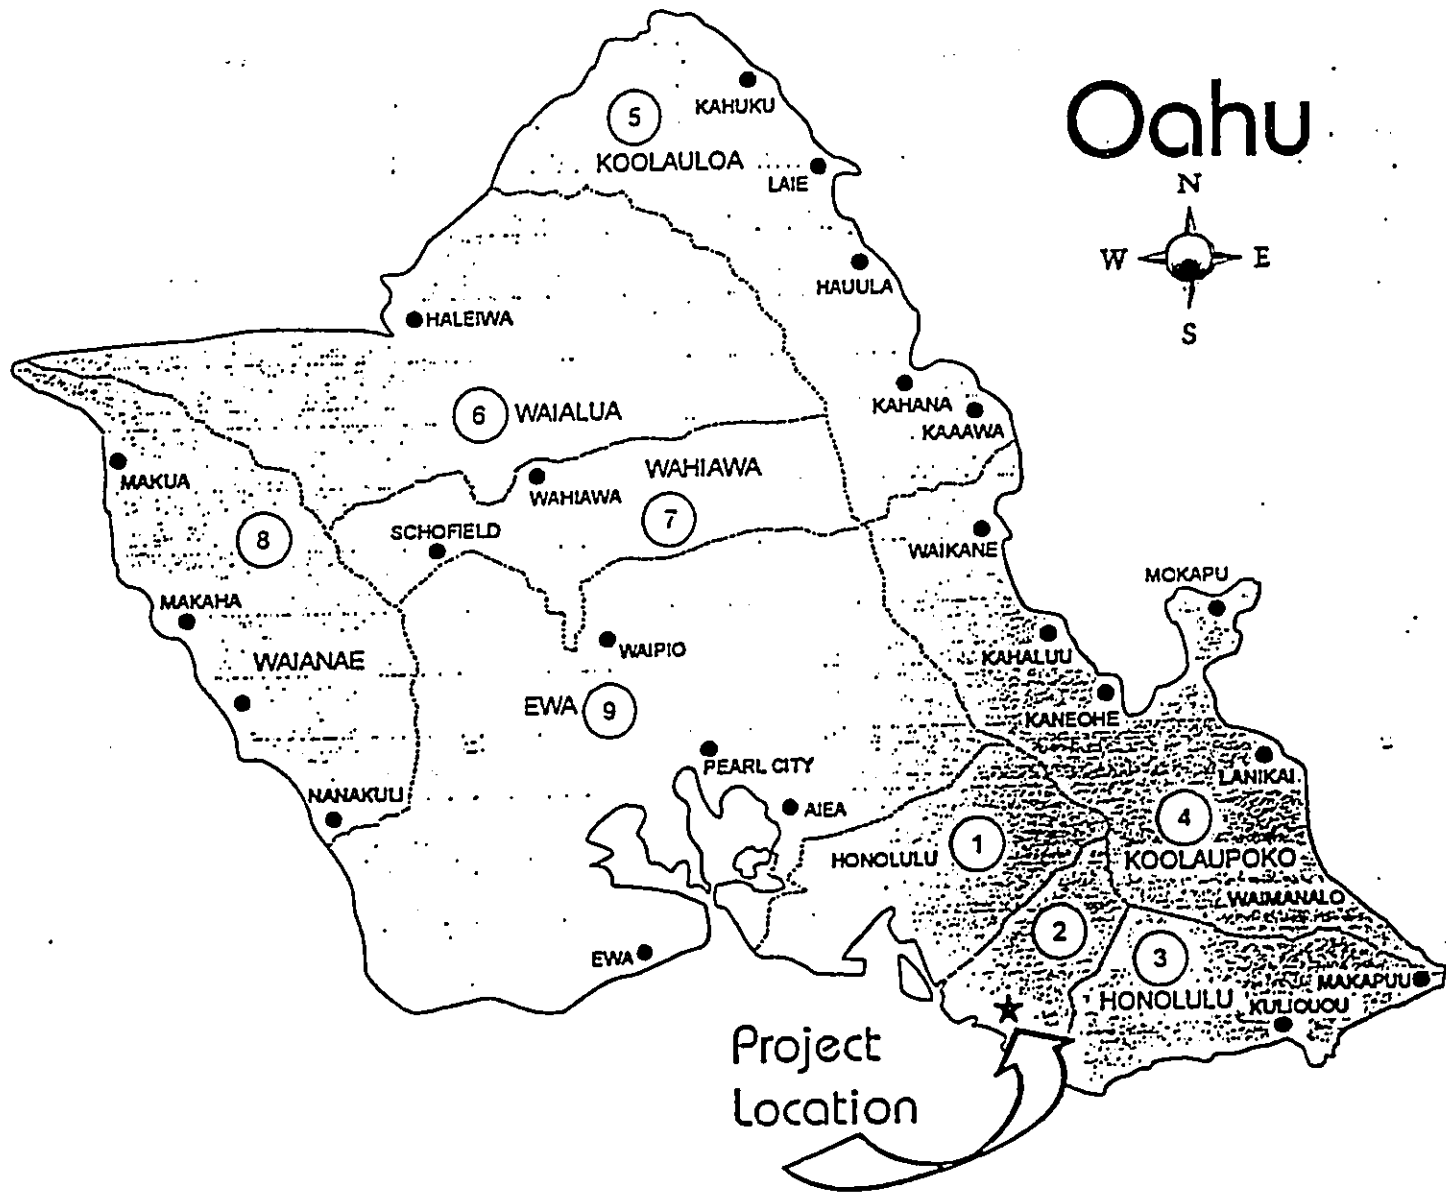 Oahu
N
W E
S
KAHUKU
5
KOOLAULOA
LAIE
HAUULA
HALEIWA
KAHANA
KAAAWA
6 WAIALUA
WAHIAWA
MAKUA
WAHIAWA
7
SCHOFIELD
8
WAIKANE
MOKAPU
MAKAHA
WAIPIO
KAHALUU
WAIANAE
EWA 9
KANEOHE
PEARL CITY
LANIKAI
NANAKULI
AIEA
4
1
HONOLULU
KOOLAUPOKO
WAIMANALO
2
3
EWA
MAKAPUU
HONOLULU
KULIOUOU
Project
Location